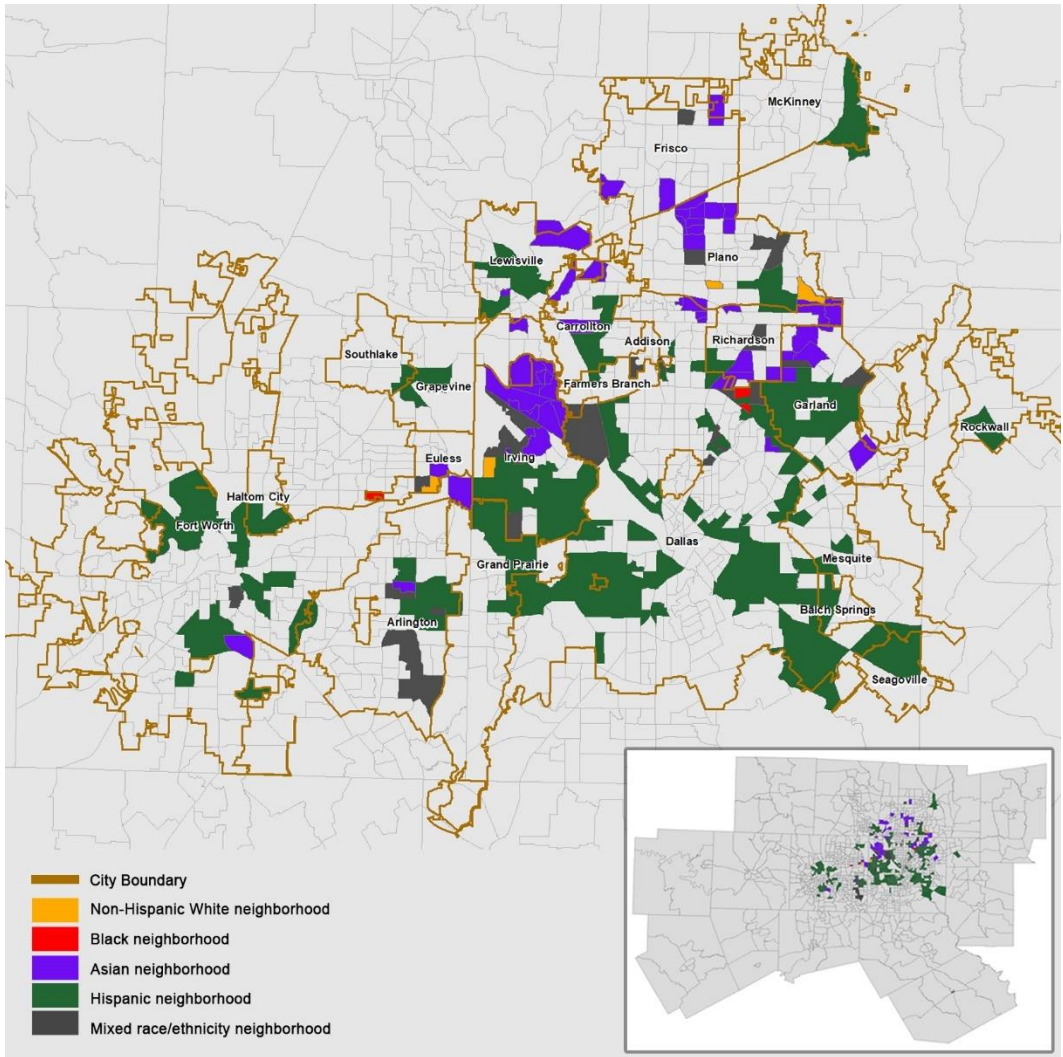 McKinney
Frisco
Plano
Lewisville
Carrollton
Addison
Richardson
Southlake
Grapevine
Farmers Branch
Garland
Rockwall
Euless
Irving
Haltom City
Fort Worth
Dallas
Mesquite
Grand Prairie
Arlington
Balch Springs
Seagoville
City Boundary
Non-Hispanic White neighborhood
Black neighborhood
Asian neighborhood
Hispanic neighborhood
Mixed race/ethnicity neighborhood